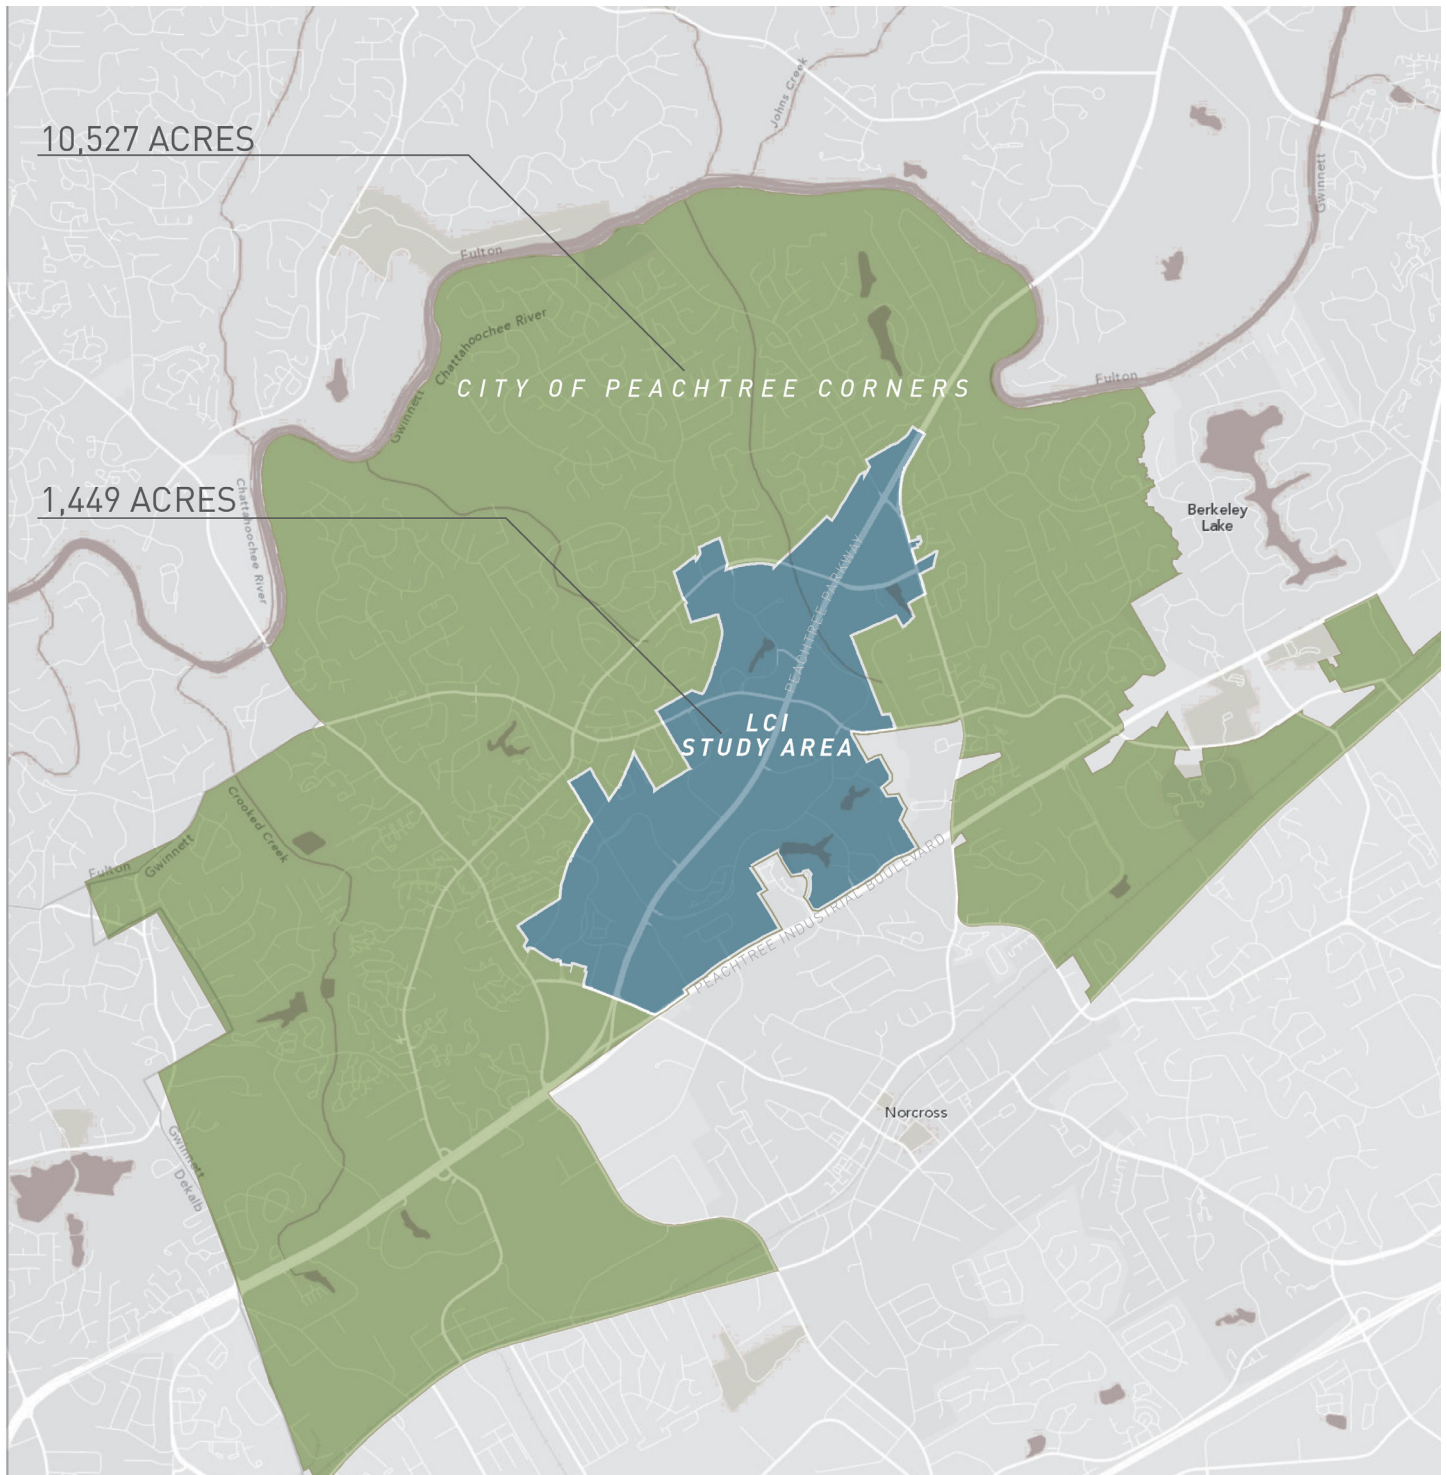 Johns Creek
10,527 ACRES
Gwinnett
Fulton
Chattahoochee River
Fulton
CITY OF PEACHTREE CORNERS
Gwinnett
1,449 ACRES
Chattahoochee River
Berkeley
Lake
PEACHTREE PARKWAY
LCI
STUDY AREA
Crooked Creek
Fulton
Gwinnett
PEACHTREE INDUSTRIAL BOULEVARD
Norcross
Gwinnett
Dekalb